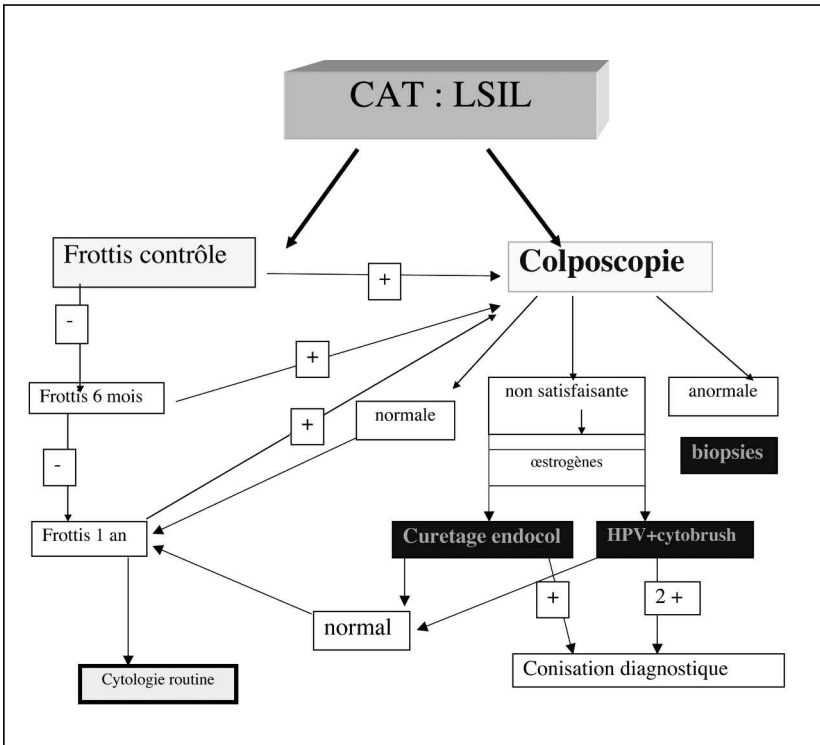 CAT : LSIL
Frottis contrôle
Colposcopie
+
-
+
Frottis 6 mois
normale
non satisfaisante
anormale
+
-
biopsies
œstrogènes
Frottis 1 an
Curetage endocol
HPV+cytobrush
+
2 +
normal
Conisation diagnostique
Cytologie routine